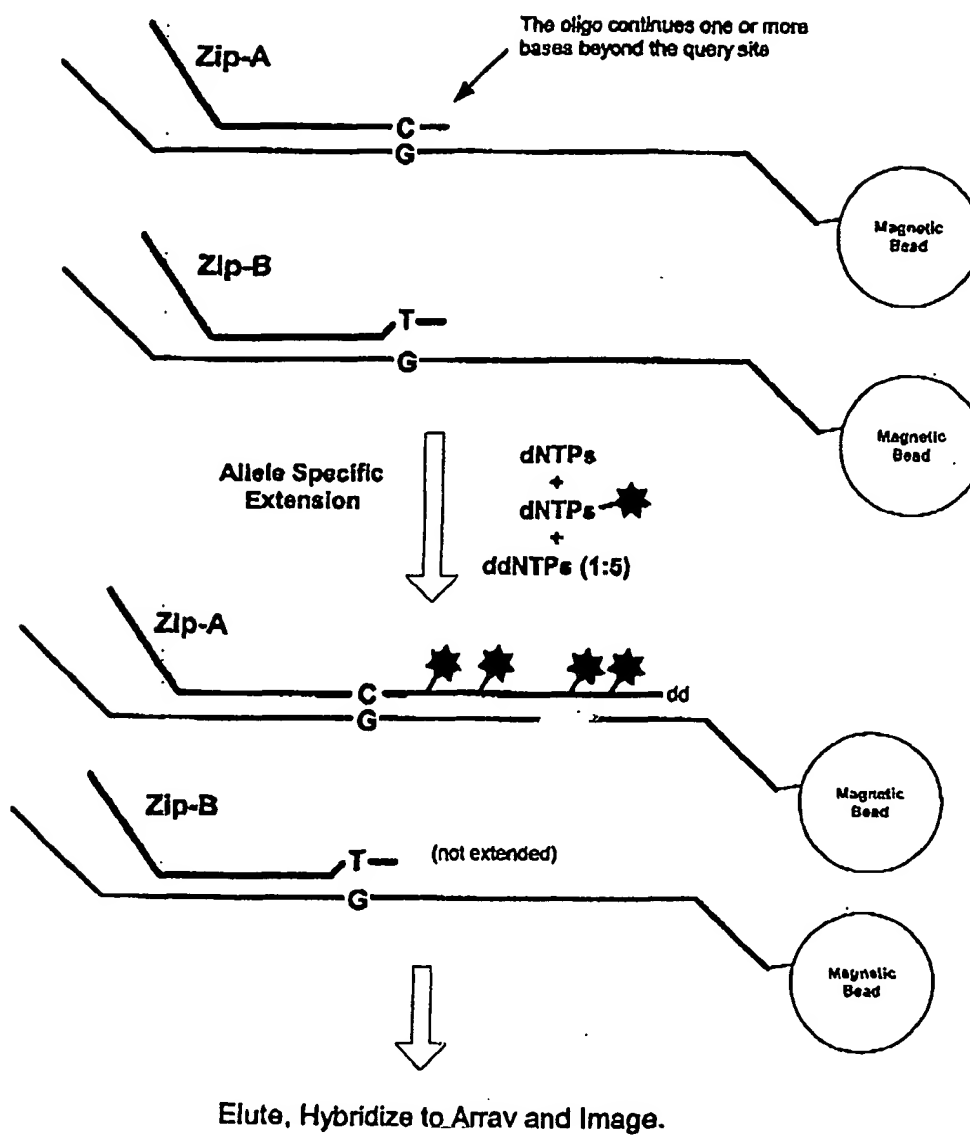 The oligo continues one or more
bases beyond the query site
Zip-A
C
G
Magnetic
Bead
Zip-B
T
G
Magnetic
Bead
Allele Specific
Extension
dNTPs
+
dNTPs
+
ddNTPs (1:5)
Zip-A
C
dd
G
Magnetic
Bead
Zip-B
T
(not extended)
G
Magnetic
Bead
Elute, Hybridize to Array and Image.